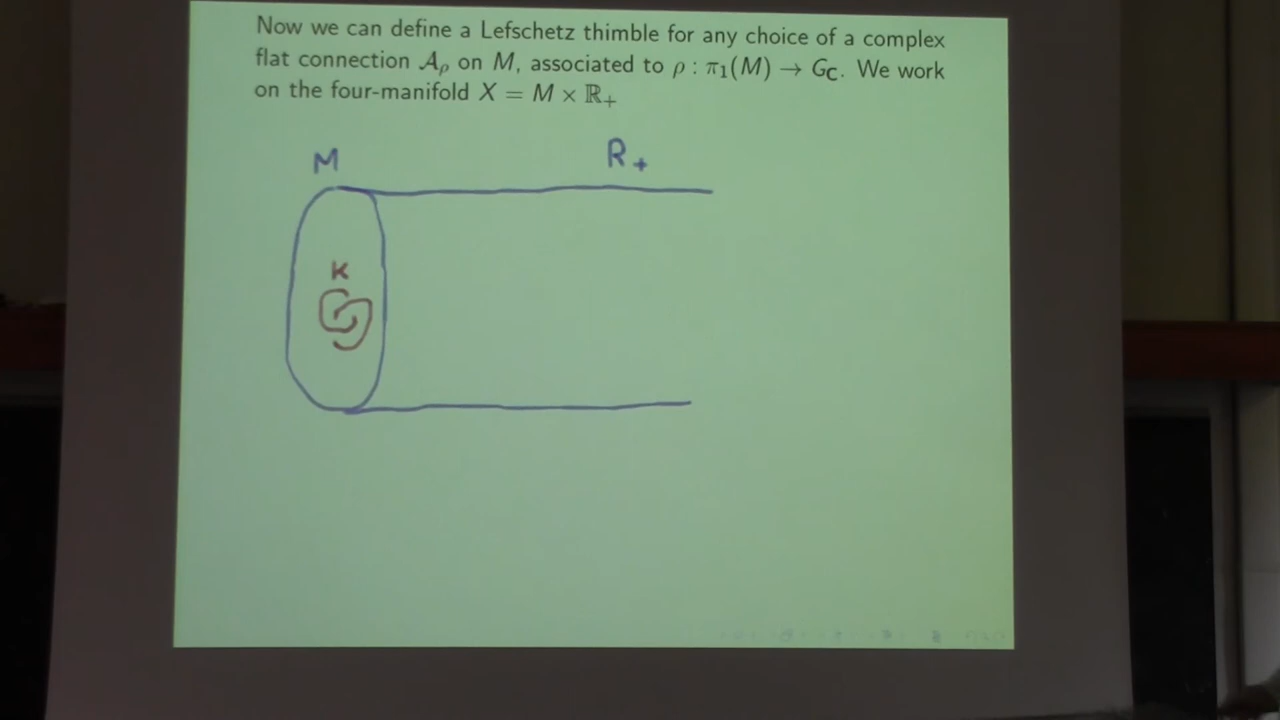 Now we can define a Lefschetz thimble for any choice of a complex
flat connection 𝒜ρ on M, associated to ρ : π₁(M) → G_C. We work
on the four-manifold X = M × ℝ₊
M
R₊
K